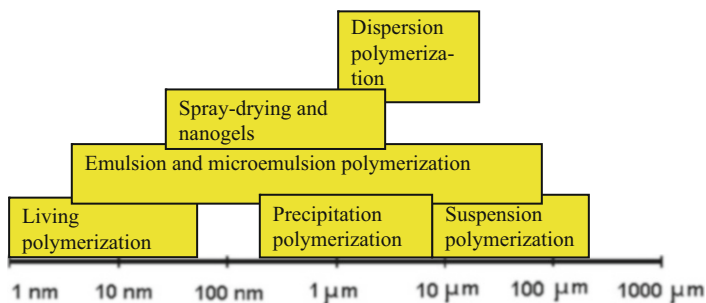 Dispersion
polymeriza-
tion
Spray-drying and
nanogels
Emulsion and microemulsion polymerization
Living
polymerization
Precipitation
polymerization
Suspension
polymerization
1 nm 10 nm 100 nm 1 μm 10 μm 100 μm 1000 μm